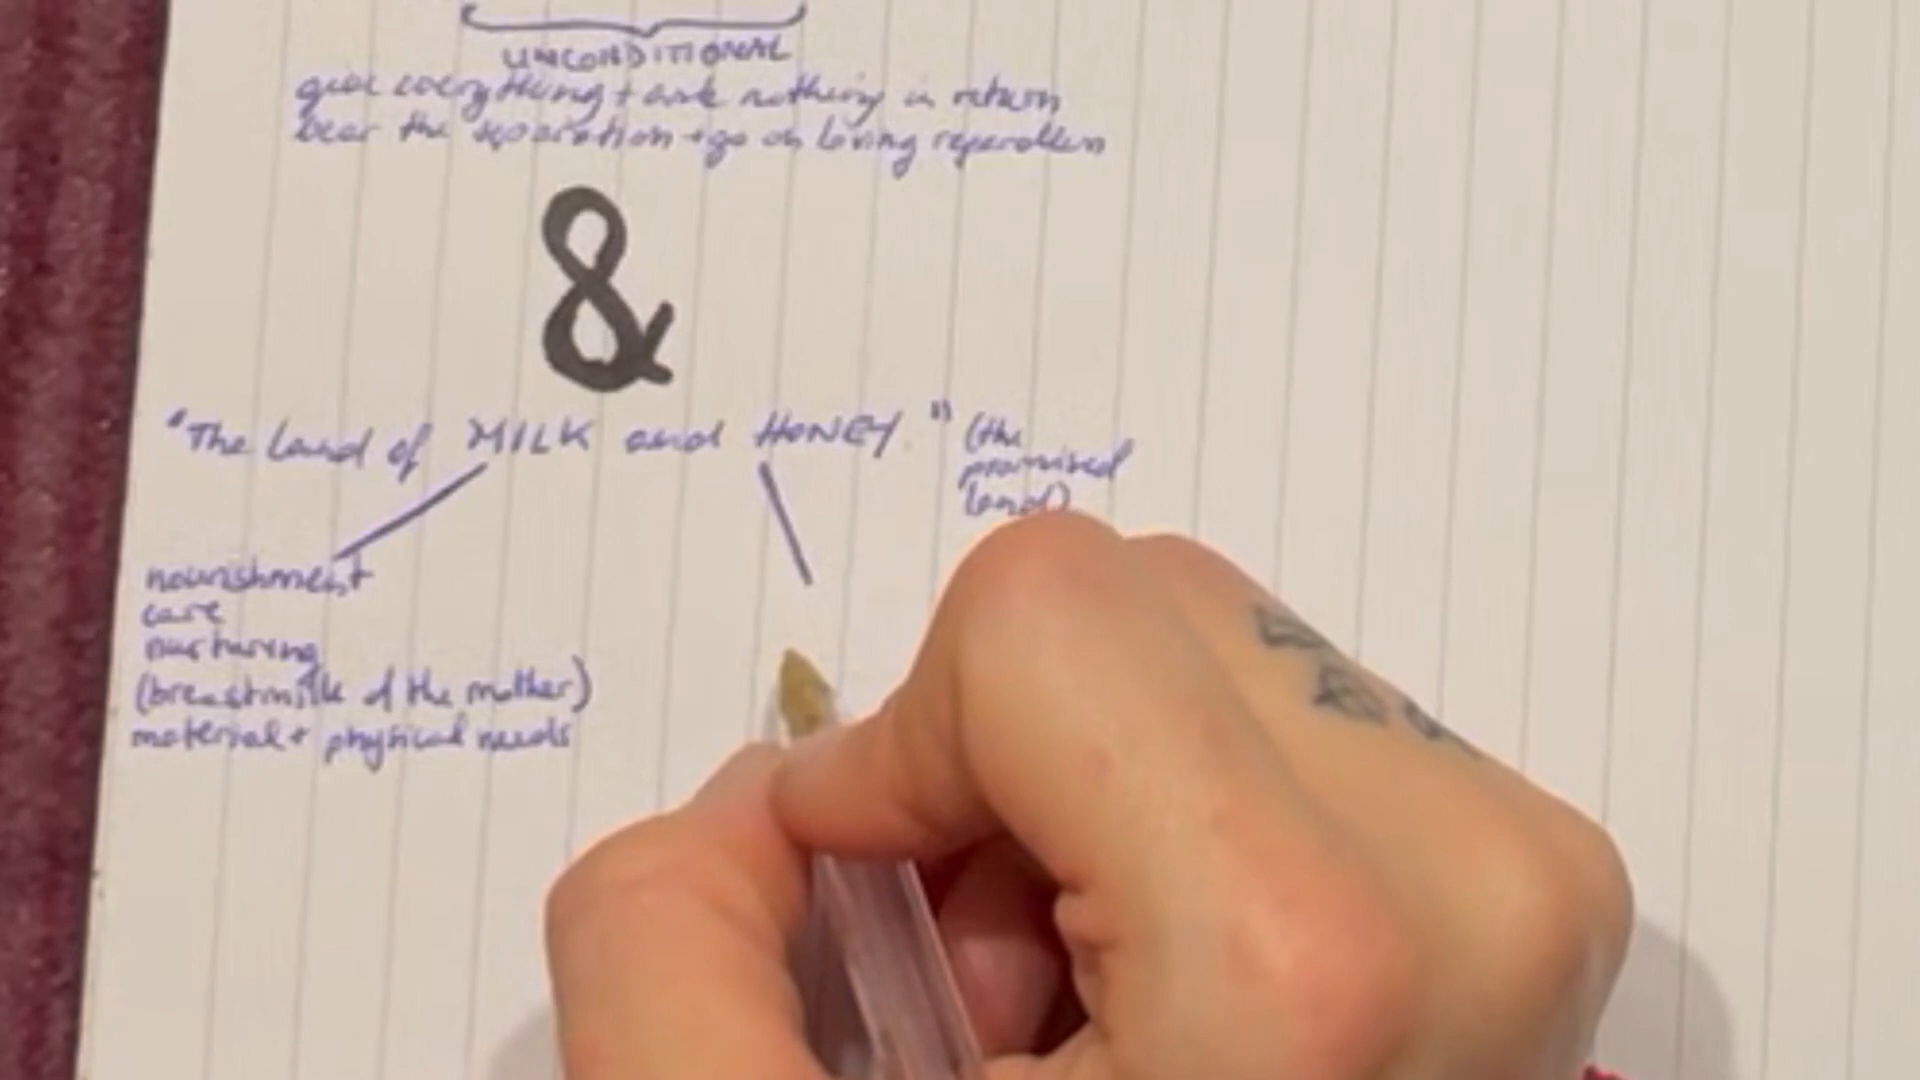 UNCONDITIONAL
give everything + ask nothing in return
bear the separation + go on loving regardless
&
"The Land of MILK and HONEY." (the
promised
land)
nourishment
care
nurturing
(breastmilk of the mother)
material + physical needs